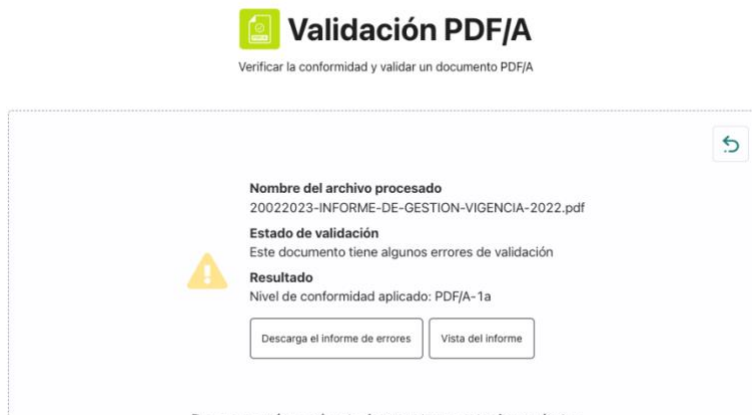 Validación PDF/A
Verificar la conformidad y validar un documento PDF/A
Nombre del archivo procesado
20022023-INFORME-DE-GESTION-VIGENCIA-2022.pdf
Estado de validación
Este documento tiene algunos errores de validación
Resultado
Nivel de conformidad aplicado: PDF/A-1a
Descarga el informe de errores
Vista del informe